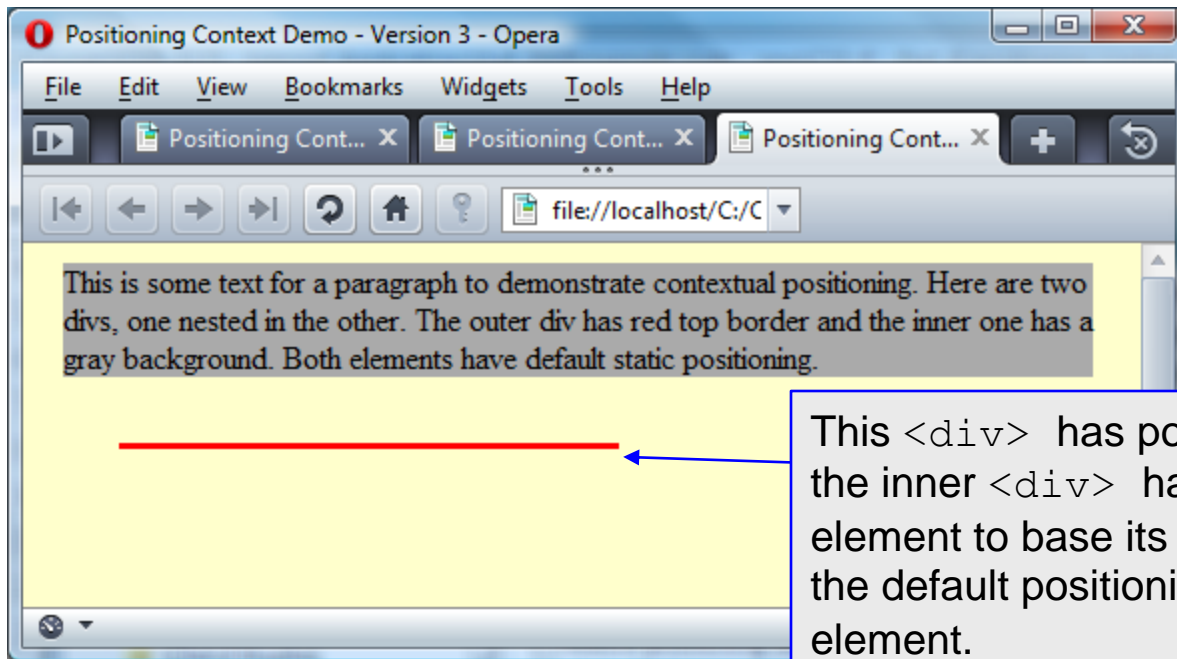 Positioning Context Demo - Version 3 - Opera
File Edit View Bookmarks Widgets Tools Help
Positioning Cont... Positioning Cont... Positioning Cont...
file://localhost/C:/C
This is some text for a paragraph to demonstrate contextual positioning. Here are two
divs, one nested in the other. The outer div has red top border and the inner one has a
gray background. Both elements have default static positioning.
This <div> has
the inner <div>
element to base its
the default
element.